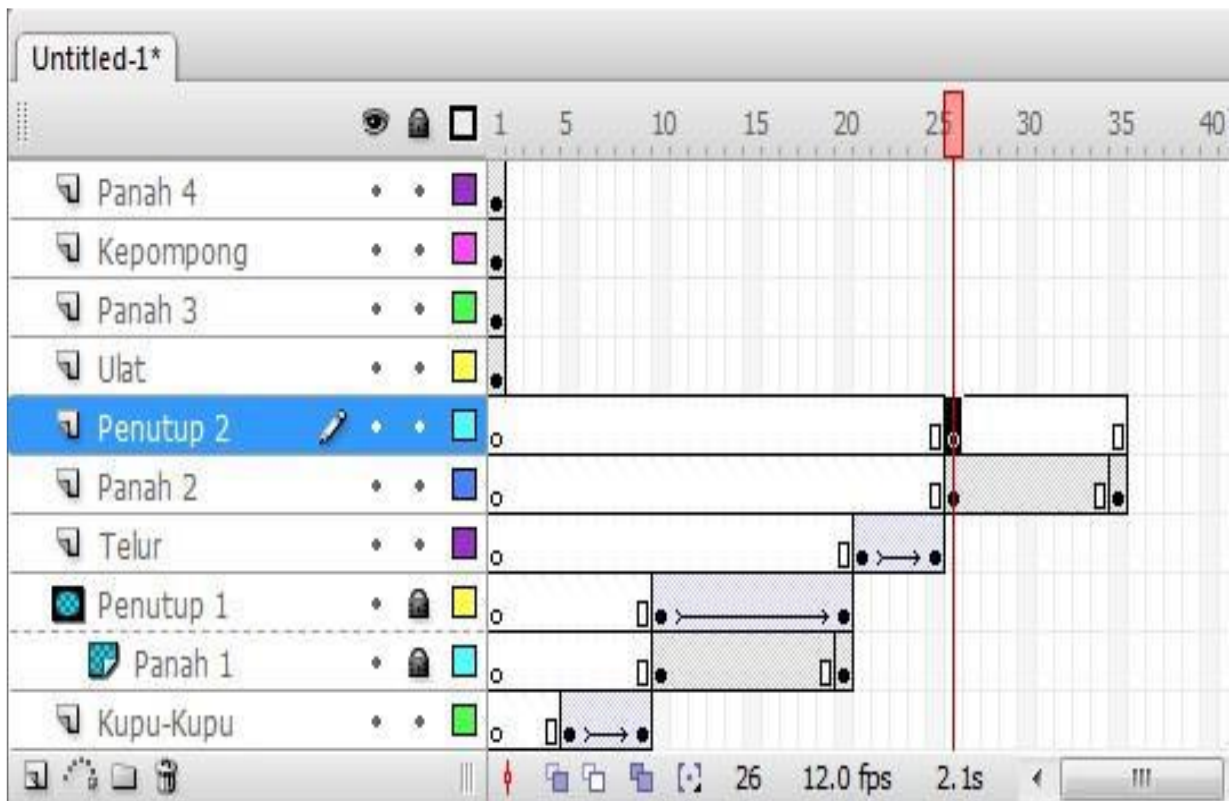 Untitled-1*
1 5 10 15 20 25 30 35 40
Panah 4
Kepompong
Panah 3
Ulat
Penutup 2
Panah 2
Telur
Penutup 1
Panah 1
Kupu-Kupu
26 12.0 fps 2.1s